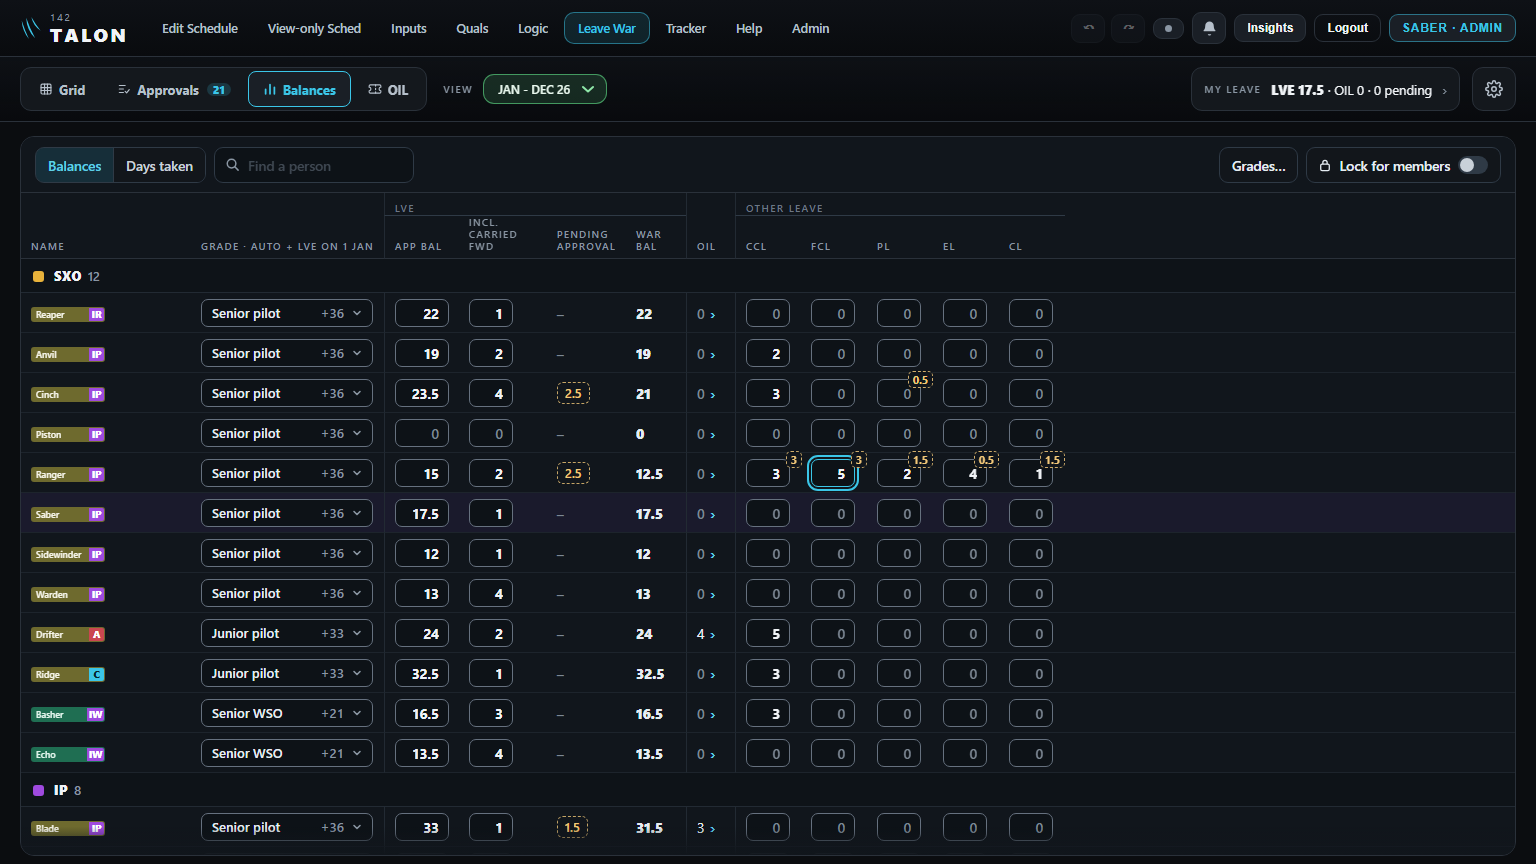 142
TALON
Edit Schedule View-only Sched Inputs Quals Logic Leave War Tracker Help Admin
Insights Logout SABER · ADMIN
Grid Approvals 21 Balances OIL VIEW JAN - DEC 26
MY LEAVE LVE 17.5 · OIL 0 · 0 pending ›
Balances Days taken Find a person Grades... Lock for members
LVE OTHER LEAVE
NAME GRADE · AUTO + LVE ON 1 JAN APP BAL INCL. CARRIED FWD PENDING APPROVAL WAR BAL OIL CCL FCL PL EL CL
SXO 12
Reaper IR Senior pilot +36 22 1 – 22 0 › 0 0 0 0 0
Anvil IP Senior pilot +36 19 2 – 19 0 › 2 0 0 0 0
Cinch IP Senior pilot +36 23.5 4 2.5 21 0 › 3 0 0 0.5 0 0
Piston IP Senior pilot +36 0 0 – 0 0 › 0 0 0 0 0
Ranger IP Senior pilot +36 15 2 2.5 12.5 0 › 3 3 5 3 2 1.5 4 0.5 1 1.5
Saber IP Senior pilot +36 17.5 1 – 17.5 0 › 0 0 0 0 0
Sidewinder IP Senior pilot +36 12 1 – 12 0 › 0 0 0 0 0
Warden IP Senior pilot +36 13 4 – 13 0 › 0 0 0 0 0
Drifter A Junior pilot +33 24 2 – 24 4 › 5 0 0 0 0
Ridge C Junior pilot +33 32.5 1 – 32.5 0 › 3 0 0 0 0
Basher IW Senior WSO +21 16.5 3 – 16.5 0 › 3 0 0 0 0
Echo IW Senior WSO +21 13.5 4 – 13.5 0 › 0 0 0 0 0
IP 8
Blade IP Senior pilot +36 33 1 1.5 31.5 3 › 0 0 0 0 0